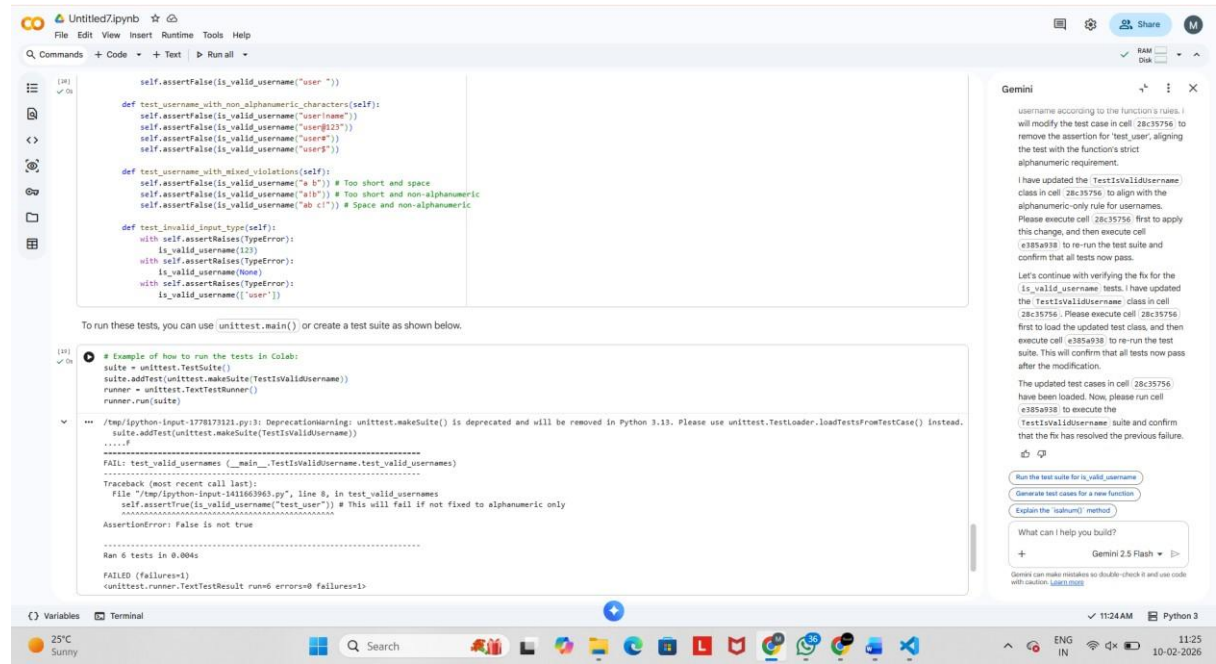 CO Untitled7.ipynb
File Edit View Insert Runtime Tools Help
Share
M
Commands + Code + Text Run all
RAM
Disk
[18]
0s
self.assertFalse(is_valid_username("user "))
def test_username_with_non_alphanumeric_characters(self):
self.assertFalse(is_valid_username("user!name"))
self.assertFalse(is_valid_username("user@123"))
self.assertFalse(is_valid_username("user#"))
self.assertFalse(is_valid_username("user$"))
def test_username_with_mixed_violations(self):
self.assertFalse(is_valid_username("a b")) # Too short and space
self.assertFalse(is_valid_username("a!b")) # Too short and non-alphanumeric
self.assertFalse(is_valid_username("ab c!")) # Space and non-alphanumeric
def test_invalid_input_type(self):
with self.assertRaises(TypeError):
is_valid_username(123)
with self.assertRaises(TypeError):
is_valid_username(None)
with self.assertRaises(TypeError):
is_valid_username(['user'])
To run these tests, you can use unittest.main() or create a test suite as shown below.
[19]
0s
# Example of how to run the tests in Colab:
suite = unittest.TestSuite()
suite.addTest(unittest.makeSuite(TestIsValidUsername))
runner = unittest.TextTestRunner()
runner.run(suite)
/tmp/ipython-input-1778173121.py:3: DeprecationWarning: unittest.makeSuite() is deprecated and will be removed in Python 3.13. Please use unittest.TestLoader.loadTestsFromTestCase() instead.
suite.addTest(unittest.makeSuite(TestIsValidUsername))
.....F
======================================================================
FAIL: test_valid_usernames (__main__.TestIsValidUsername.test_valid_usernames)
----------------------------------------------------------------------
Traceback (most recent call last):
File "/tmp/ipython-input-1411663963.py", line 8, in test_valid_usernames
self.assertTrue(is_valid_username("test_user")) # This will fail if not fixed to alphanumeric only
^^^^^^^^^^^^^^^^^^^^^^^^^^^^^^^^^^^^^^^^^^^^^^^
AssertionError: False is not true
----------------------------------------------------------------------
Ran 6 tests in 0.004s
FAILED (failures=1)
<unittest.runner.TextTestResult run=6 errors=0 failures=1>
Gemini
username according to the function's rules. I
will modify the test case in cell 28c35756 to
remove the assertion for 'test_user', aligning
the test with the function's strict
alphanumeric requirement.
I have updated the TestIsValidUsername
class in cell 28c35756 to align with the
alphanumeric-only rule for usernames.
Please execute cell 28c35756 first to apply
this change, and then execute cell
e385a938 to re-run the test suite and
confirm that all tests now pass.
Let's continue with verifying the fix for the
is_valid_username tests. I have updated
the TestIsValidUsername class in cell
28c35756. Please execute cell 28c35756
first to load the updated test class, and then
execute cell e385a938 to re-run the test
suite. This will confirm that all tests now pass
after the modification.
The updated test cases in cell 28c35756
have been loaded. Now, please run cell
e385a938 to execute the
TestIsValidUsername suite and confirm
that the fix has resolved the previous failure.
Run the test suite for is_valid_username
Generate test cases for a new function
Explain the `isalnum()` method
What can I help you build?
+ Gemini 2.5 Flash
Gemini can make mistakes so double-check it and use code
with caution. Learn more
Variables Terminal
11:24 AM Python 3
25°C
Sunny
Search
ENG
IN
11:25
10-02-2026